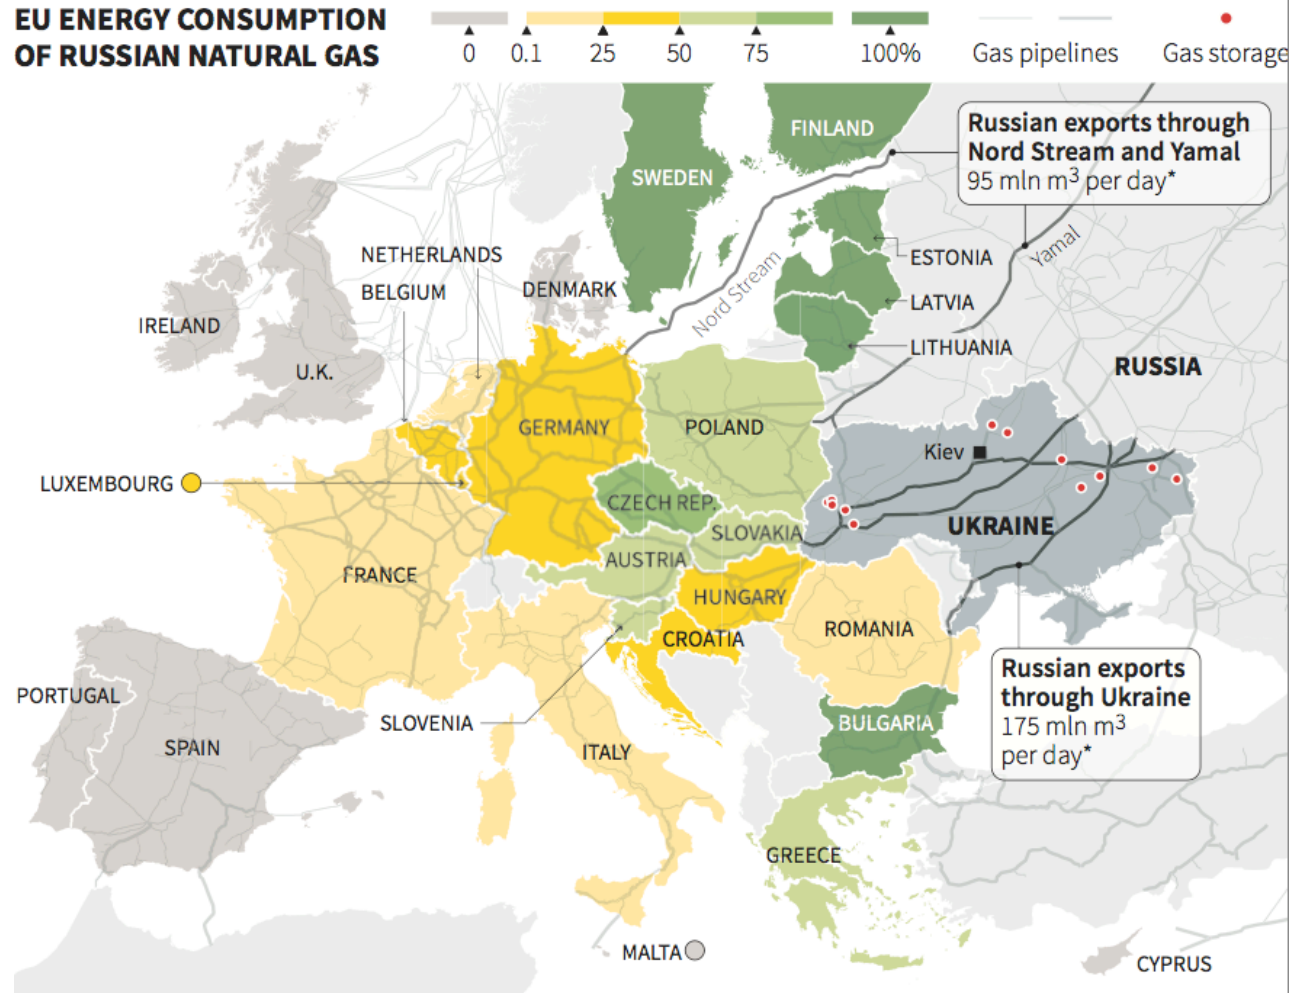 EU ENERGY CONSUMPTION
OF RUSSIAN NATURAL GAS
0
0.1
25
50
75
100%
Gas pipelines
Gas storage
FINLAND
SWEDEN
Russian exports through
Nord Stream and Yamal
95 mln m³ per day*
Nord Stream
Yamal
ESTONIA
LATVIA
LITHUANIA
NETHERLANDS
BELGIUM
DENMARK
IRELAND
U.K.
RUSSIA
GERMANY
POLAND
Kiev
LUXEMBOURG
CZECH REP.
SLOVAKIA
UKRAINE
AUSTRIA
FRANCE
HUNGARY
CROATIA
ROMANIA
Russian exports
through Ukraine
175 mln m³
per day*
PORTUGAL
SPAIN
SLOVENIA
ITALY
BULGARIA
GREECE
MALTA
CYPRUS